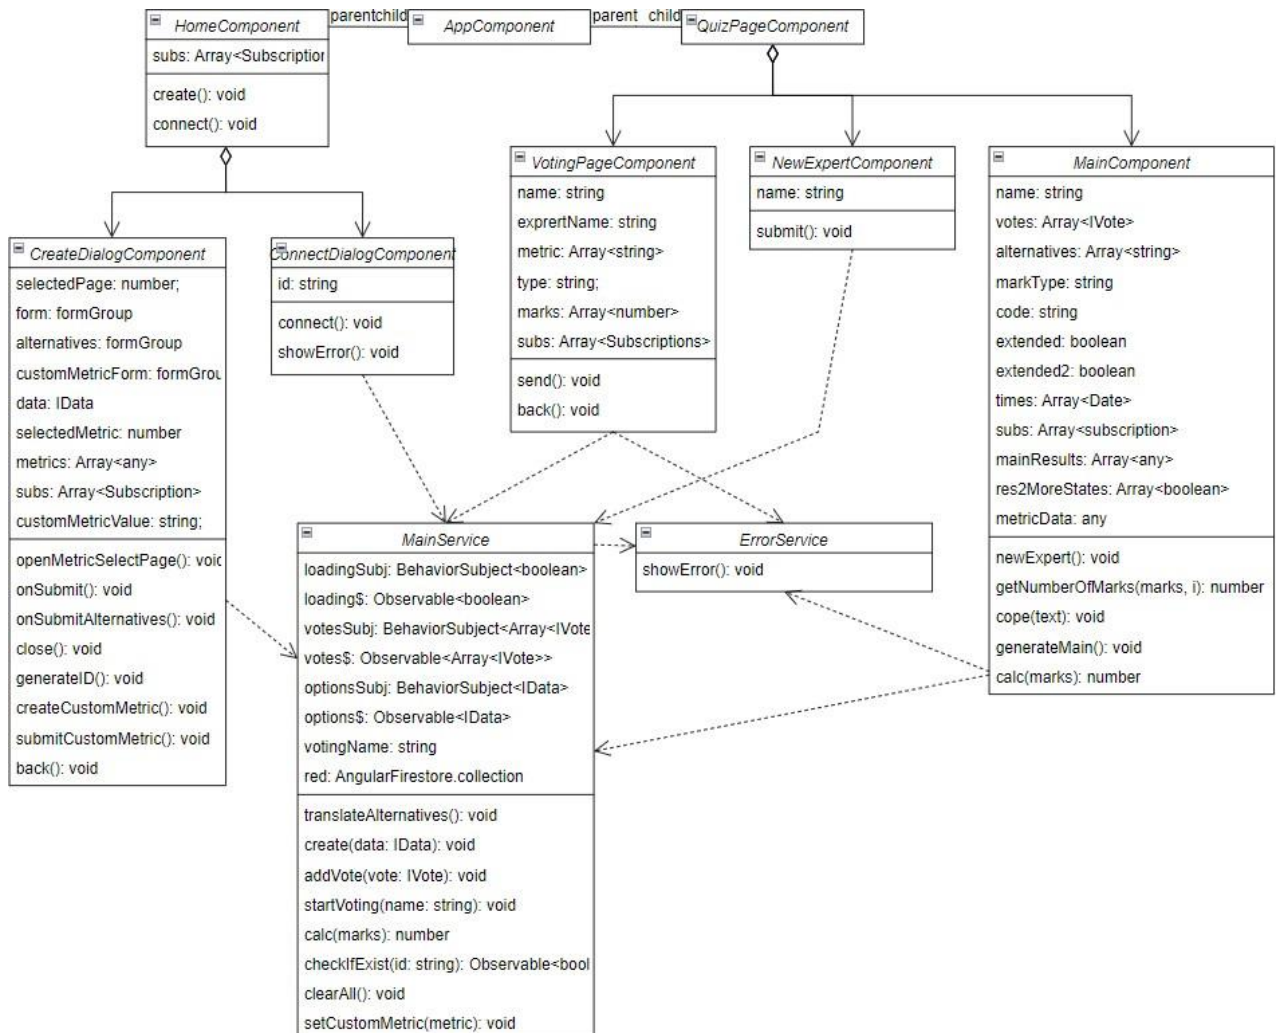 HomeComponent
subs: Array<Subscription
create(): void
connect(): void
parentchild
AppComponent
parent child
QuizPageComponent
VotingPageComponent
name: string
exprertName: string
metric: Array<string>
type: string;
marks: Array<number>
subs: Array<Subscriptions>
send(): void
back(): void
NewExpertComponent
name: string
submit(): void
MainComponent
name: string
votes: Array<IVote>
alternatives: Array<string>
markType: string
code: string
extended: boolean
extended2: boolean
times: Array<Date>
subs: Array<subscription>
mainResults: Array<any>
res2MoreStates: Array<boolean>
metricData: any
newExpert(): void
getNumberOfMarks(marks, i): number
cope(text): void
generateMain(): void
calc(marks): number
CreateDialogComponent
selectedPage: number;
form: formGroup
alternatives: formGroup
customMetricForm: formGrou
data: IData
selectedMetric: number
metrics: Array<any>
subs: Array<Subscription>
customMetricValue: string;
openMetricSelectPage(): void
onSubmit(): void
onSubmitAlternatives(): void
close(): void
generateID(): void
createCustomMetric(): void
submitCustomMetric(): void
back(): void
ConnectDialogComponent
id: string
connect(): void
showError(): void
MainService
loadingSubj: BehaviorSubject<boolean>
loading$: Observable<boolean>
votesSubj: BehaviorSubject<Array<IVote
votes$: Observable<Array<IVote>>
optionsSubj: BehaviorSubject<IData>
options$: Observable<IData>
votingName: string
red: AngularFirestore.collection
translateAlternatives(): void
create(data: IData): void
addVote(vote: IVote): void
startVoting(name: string): void
calc(marks): number
checkIfExist(id: string): Observable<bool
clearAll(): void
setCustomMetric(metric): void
ErrorService
showError(): void